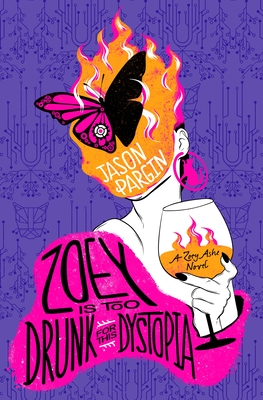 JASON
PARGIN
A Zoey Ashe
Novel
ZOEY
IS TOO
DRUNK FOR THIS DYSTOPIA